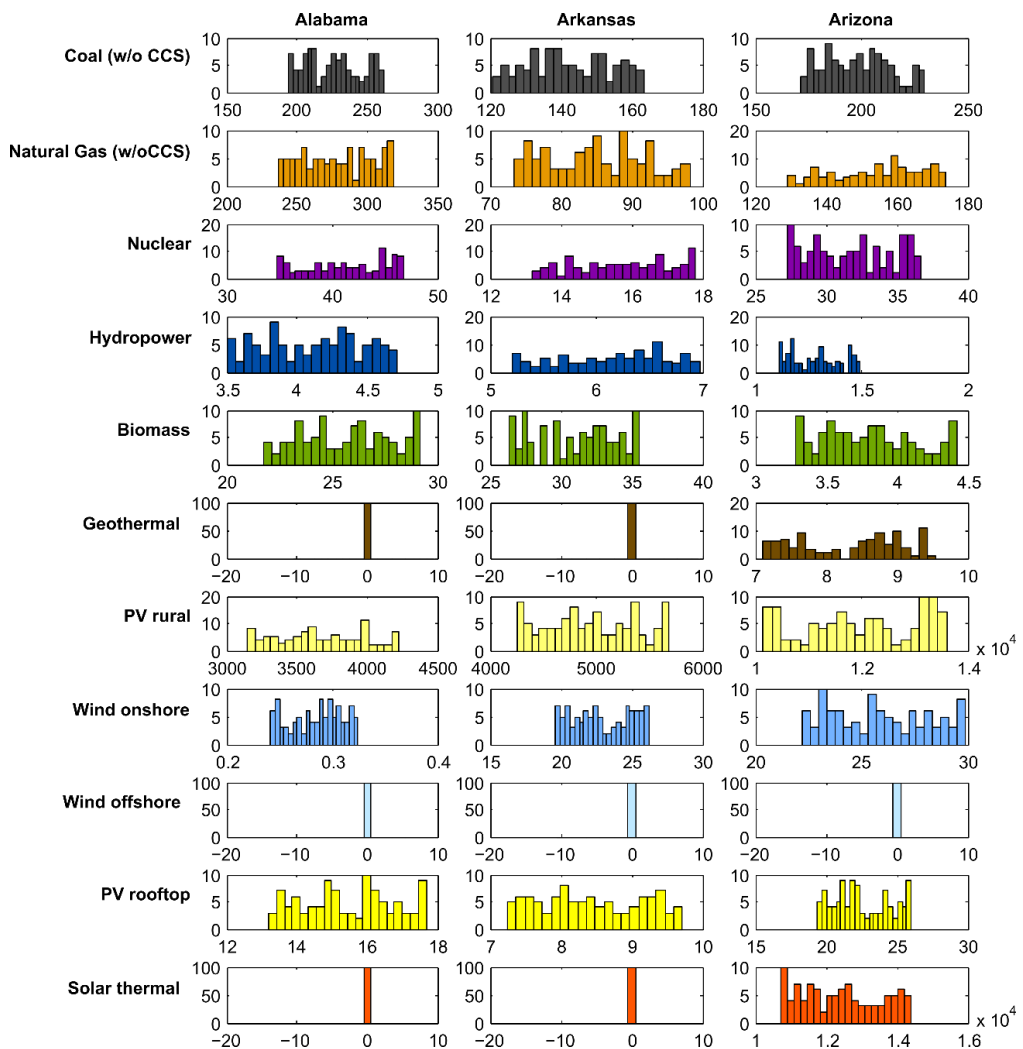 Alabama Arkansas Arizona
Coal (w/o CCS)
10 5 0 150 200 250 300
10 5 0 120 140 160 180
10 5 0 150 200 250
Natural Gas (w/oCCS)
10 5 0 200 250 300 350
10 5 0 70 80 90 100
20 10 0 120 140 160 180
Nuclear
20 10 0 30 40 50
20 10 0 12 14 16 18
10 5 0 25 30 35 40
Hydropower
10 5 0 3.5 4 4.5 5
20 10 0 5 6 7
20 10 0 1 1.5 2
Biomass
10 5 0 20 25 30
10 5 0 25 30 35 40
10 5 0 3 3.5 4 4.5
Geothermal
100 50 0 −20 −10 0 10
100 50 0 −20 −10 0 10
20 10 0 7 8 9 10
PV rural
20 10 0 3000 3500 4000 4500
10 5 0 4000 5000 6000
10 5 0 1 1.2 1.4 x 10^4
Wind onshore
10 5 0 0.2 0.3 0.4
10 5 0 15 20 25 30
10 5 0 20 25 30
Wind offshore
100 50 0 −20 −10 0 10
100 50 0 −20 −10 0 10
100 50 0 −20 −10 0 10
PV rooftop
10 5 0 12 14 16 18
10 5 0 7 8 9 10
10 5 0 15 20 25 30
Solar thermal
100 50 0 −20 −10 0 10
100 50 0 −20 −10 0 10
10 5 0 1 1.2 1.4 1.6 x 10^4